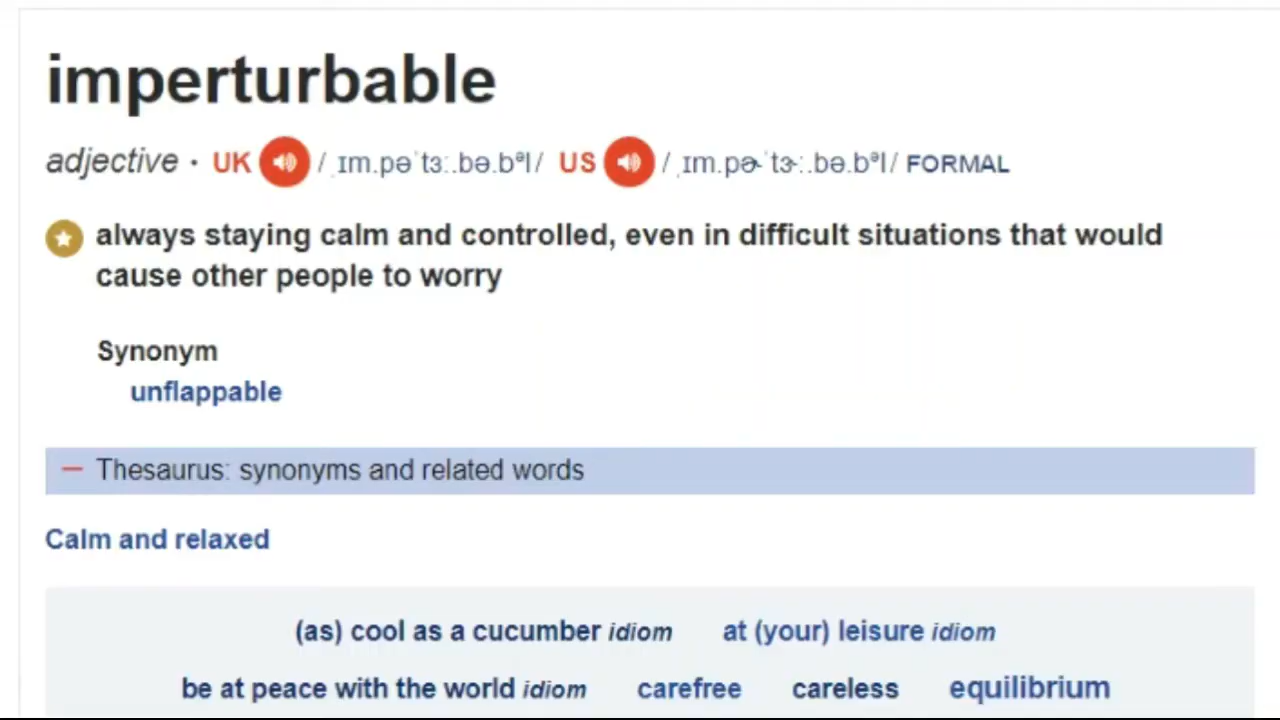 imperturbable
adjective · UK /ˌɪm.pəˈtɜː.bə.bᵊl/ US /ˌɪm.pɚˈtɝː.bə.bᵊl/ FORMAL
always staying calm and controlled, even in difficult situations that would
cause other people to worry
Synonym
unflappable
– Thesaurus: synonyms and related words
Calm and relaxed
(as) cool as a cucumber idiom at (your) leisure idiom
be at peace with the world idiom carefree careless equilibrium